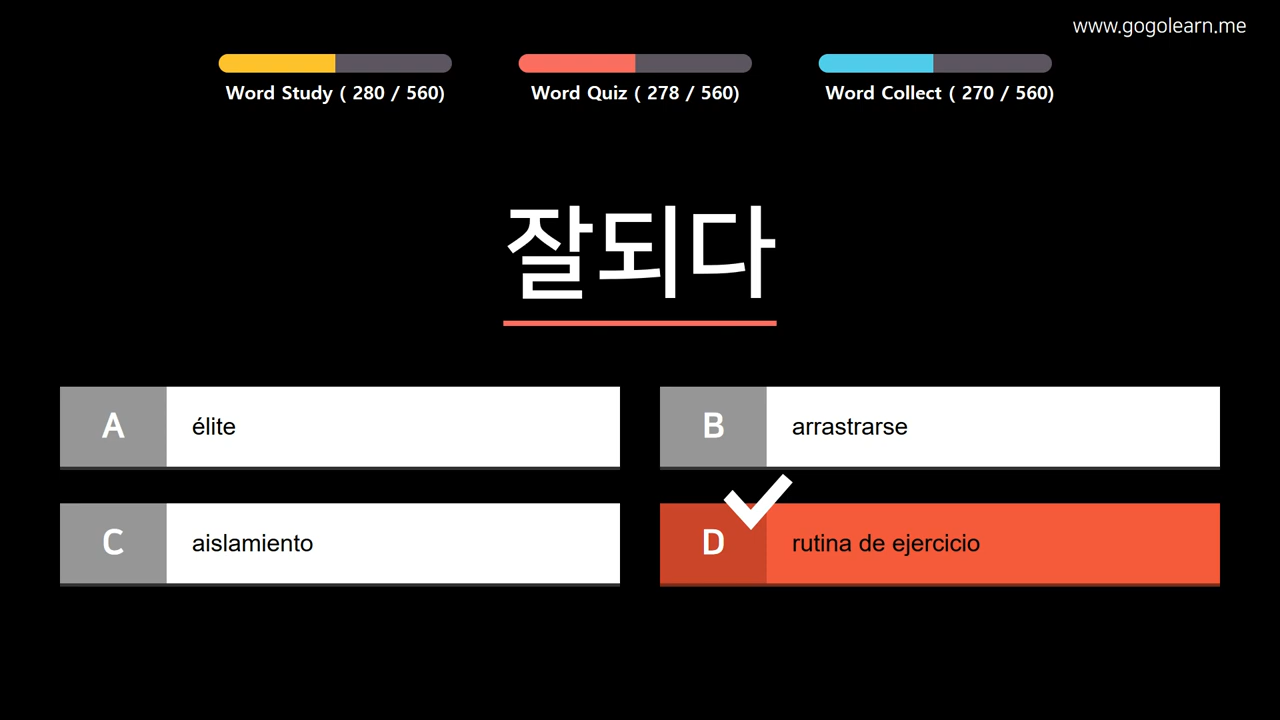 www.gogolearn.me
Word Study ( 280 / 560)
Word Quiz ( 278 / 560)
Word Collect ( 270 / 560)
잘되다
A élite
B arrastrarse
C aislamiento
D rutina de ejercicio